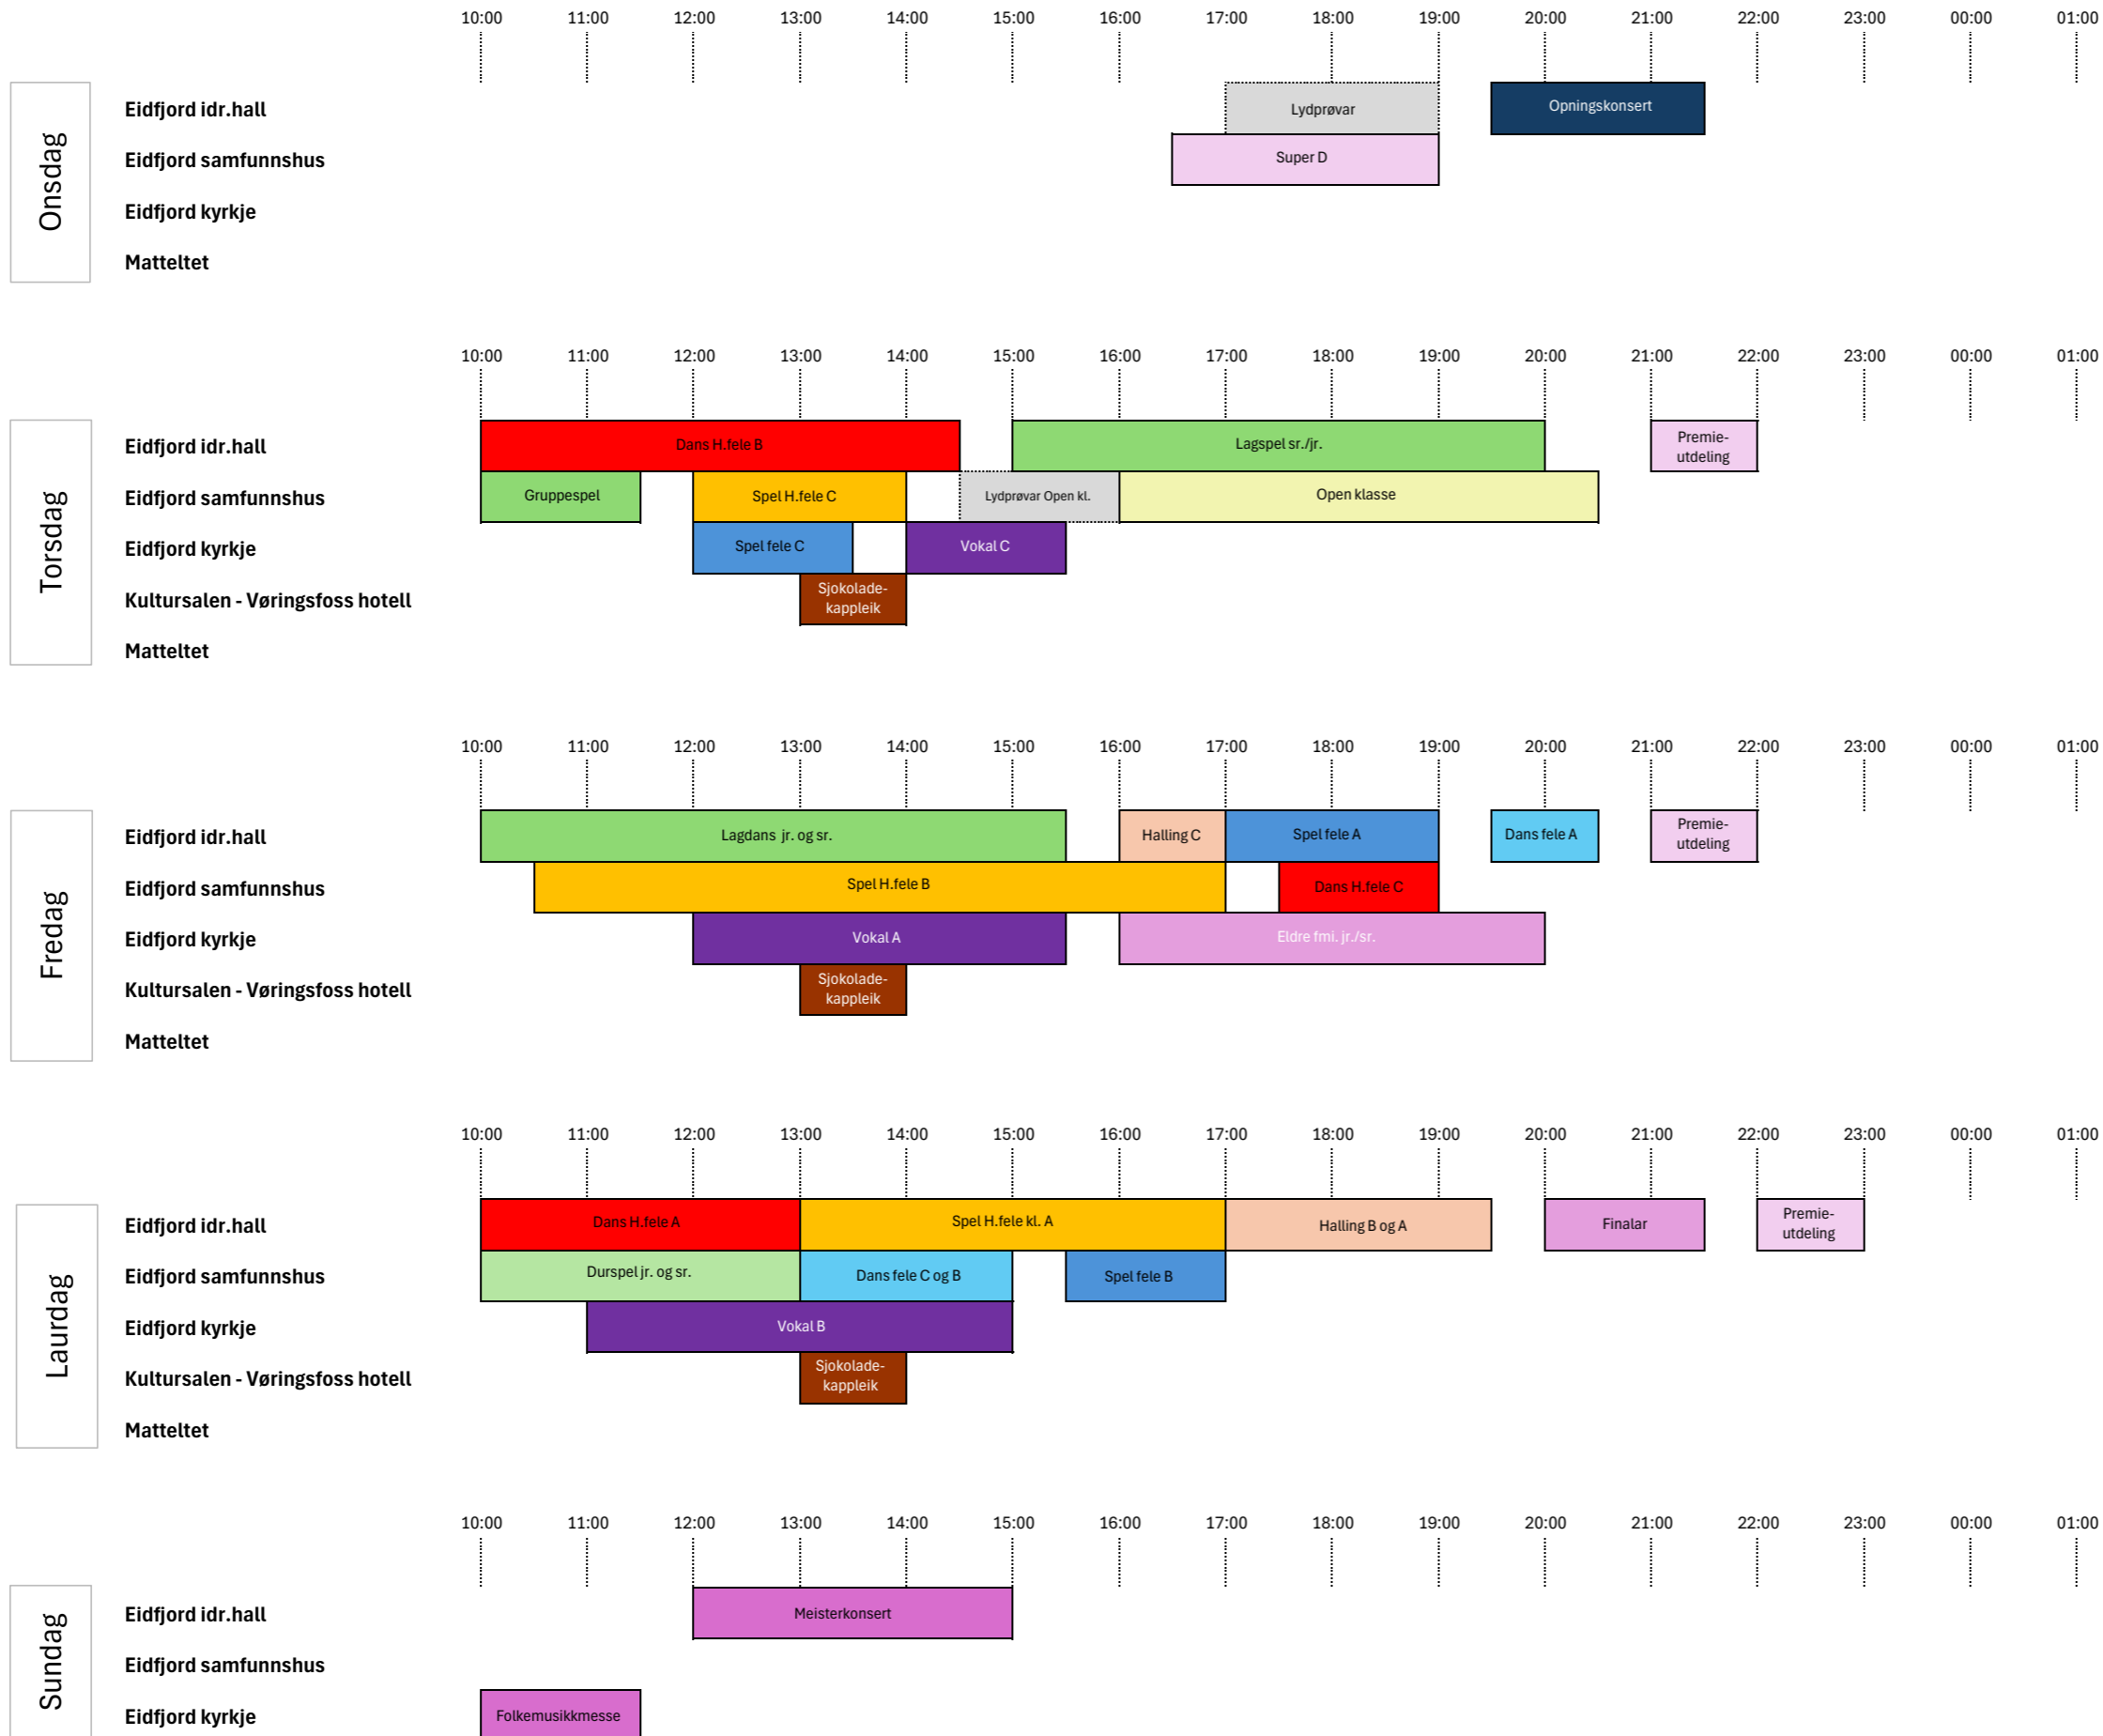 10:00 11:00 12:00 13:00 14:00 15:00 16:00 17:00 18:00 19:00 20:00 21:00 22:00 23:00 00:00 01:00
Onsdag
Eidfjord idr.hall Lydprøvar Opningskonsert
Eidfjord samfunnshus Super D
Eidfjord kyrkje
Matteltet
10:00 11:00 12:00 13:00 14:00 15:00 16:00 17:00 18:00 19:00 20:00 21:00 22:00 23:00 00:00 01:00
Torsdag
Eidfjord idr.hall Dans H.fele B Lagspel sr./jr. Premie-
utdeling
Eidfjord samfunnshus Gruppespel Spel H.fele C Lydprøvar Open kl. Open klasse
Eidfjord kyrkje Spel fele C Vokal C
Kultursalen - Vøringsfoss hotell Sjokolade-
kappleik
Matteltet
10:00 11:00 12:00 13:00 14:00 15:00 16:00 17:00 18:00 19:00 20:00 21:00 22:00 23:00 00:00 01:00
Fredag
Eidfjord idr.hall Lagdans jr. og sr. Halling C Spel fele A Dans fele A Premie-
utdeling
Eidfjord samfunnshus Spel H.fele B Dans H.fele C
Eidfjord kyrkje Vokal A Eldre fmi. jr./sr.
Kultursalen - Vøringsfoss hotell Sjokolade-
kappleik
Matteltet
10:00 11:00 12:00 13:00 14:00 15:00 16:00 17:00 18:00 19:00 20:00 21:00 22:00 23:00 00:00 01:00
Laurdag
Eidfjord idr.hall Dans H.fele A Spel H.fele kl. A Halling B og A Finalar Premie-
utdeling
Eidfjord samfunnshus Durspel jr. og sr. Dans fele C og B Spel fele B
Eidfjord kyrkje Vokal B
Kultursalen - Vøringsfoss hotell Sjokolade-
kappleik
Matteltet
10:00 11:00 12:00 13:00 14:00 15:00 16:00 17:00 18:00 19:00 20:00 21:00 22:00 23:00 00:00 01:00
Sundag
Eidfjord idr.hall Meisterkonsert
Eidfjord samfunnshus
Eidfjord kyrkje Folkemusikkmesse